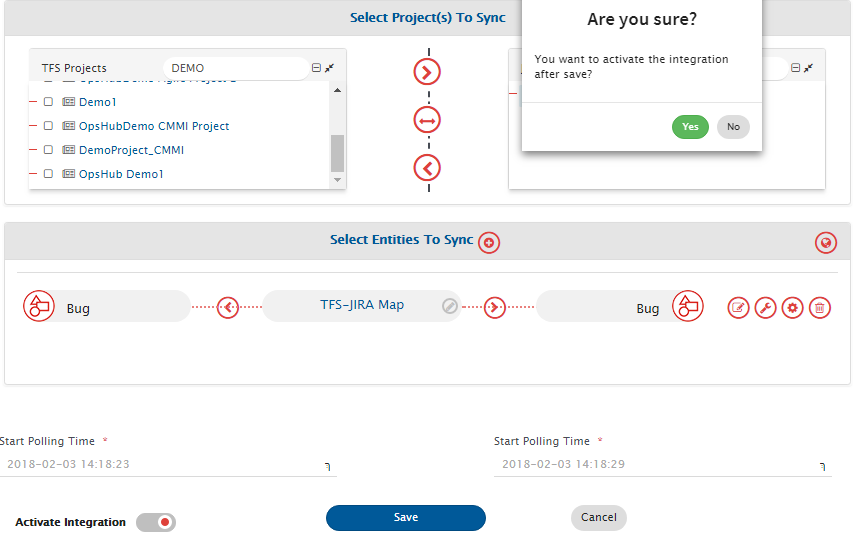 Select Project(s) To Sync
Are you sure?
You want to activate the integration
after save?
Yes
No
TFS Projects
DEMO
Demo1
OpsHubDemo CMMI Project
DemoProject_CMMI
OpsHub Demo1
Select Entities To Sync
Bug
TFS-JIRA Map
Bug
Start Polling Time *
Start Polling Time *
2018-02-03 14:18:23
2018-02-03 14:18:29
Activate Integration
Save
Cancel